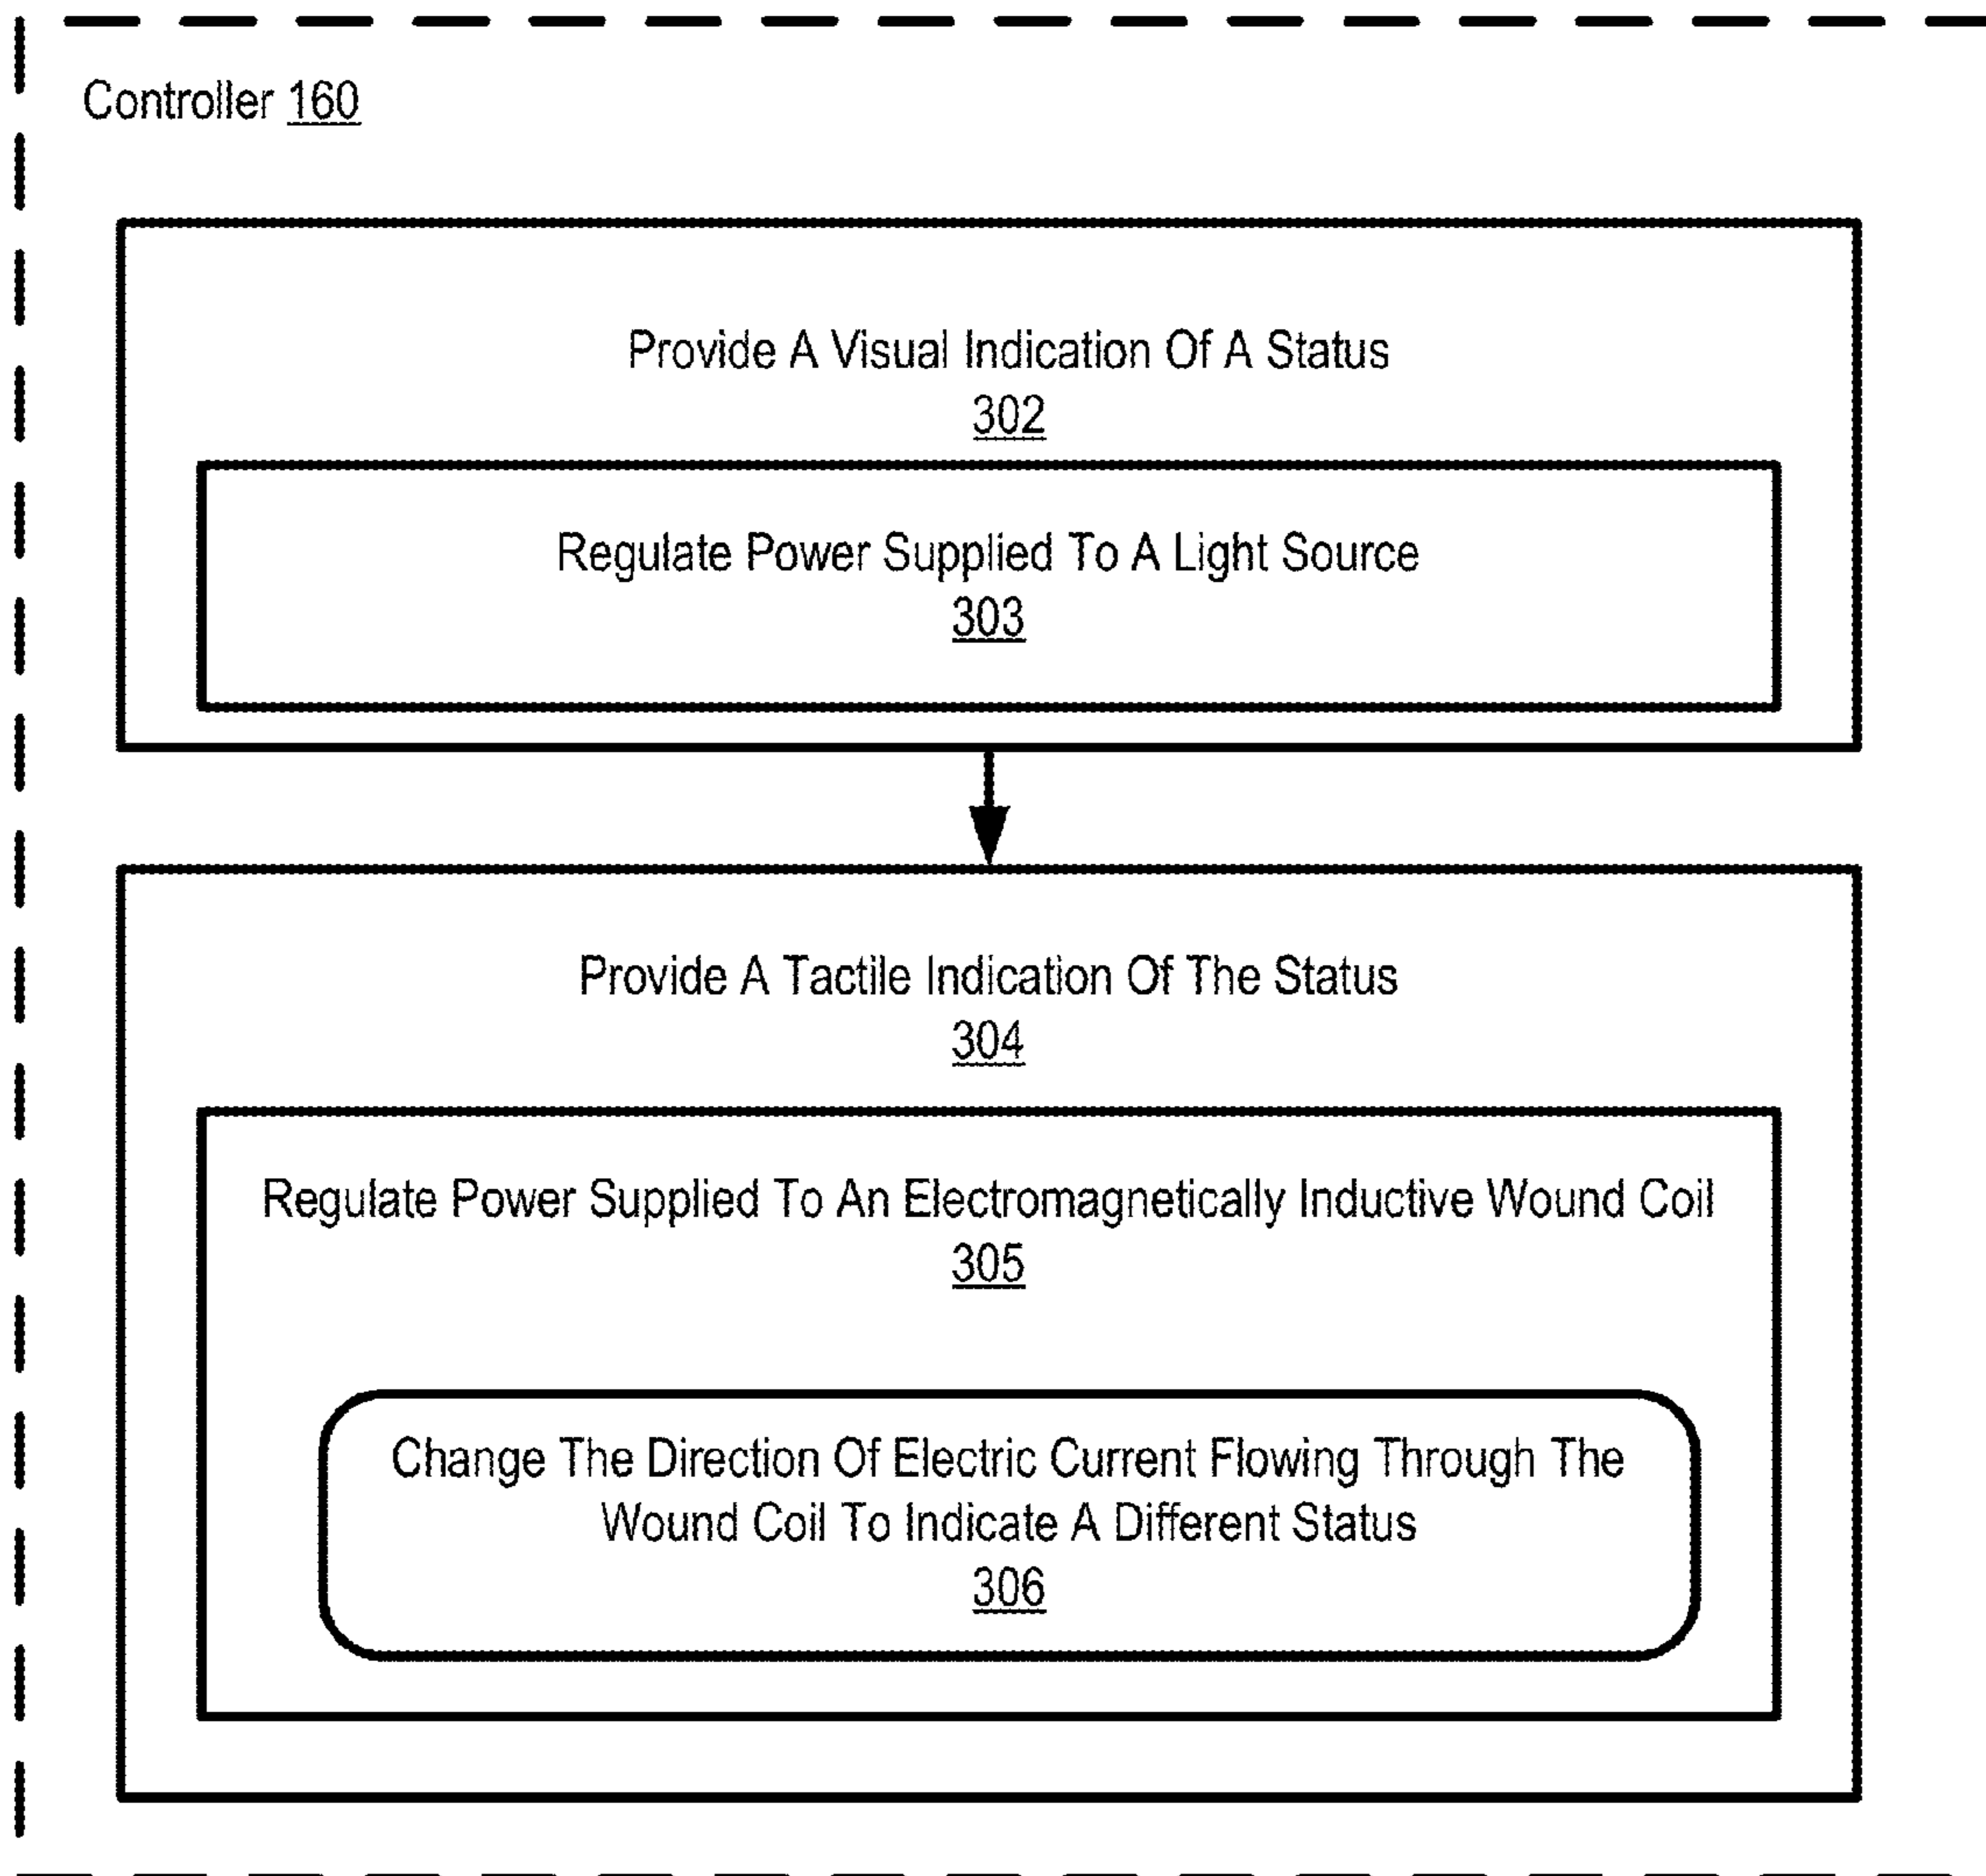 Controller 160
Provide A Visual Indication Of A Status
302
Regulate Power Supplied To A Light Source
303
Provide A Tactile Indication Of The Status
304
Regulate Power Supplied To An Electromagnetically Inductive Wound Coil
305
Change The Direction Of Electric Current Flowing Through The
Wound Coil To Indicate A Different Status
306